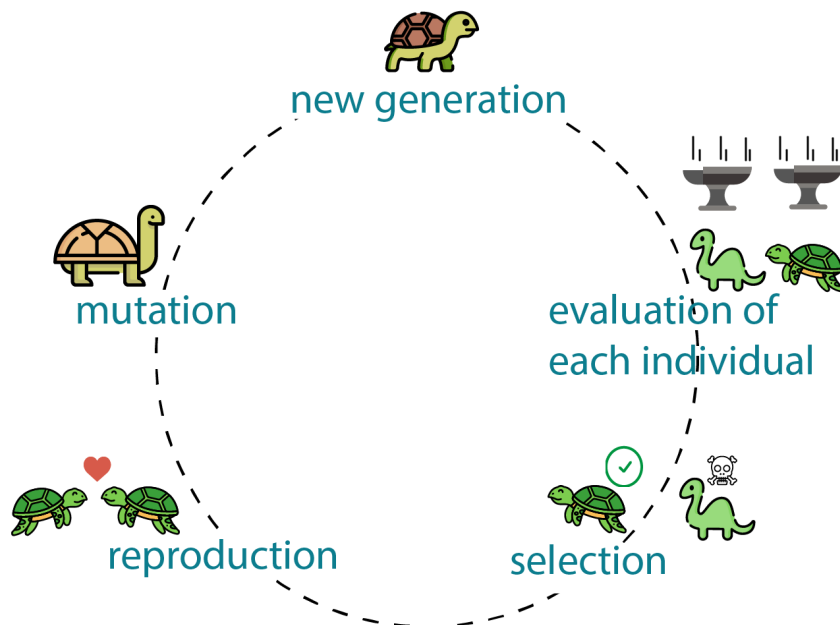 new generation
evaluation of
each individual
selection
reproduction
mutation